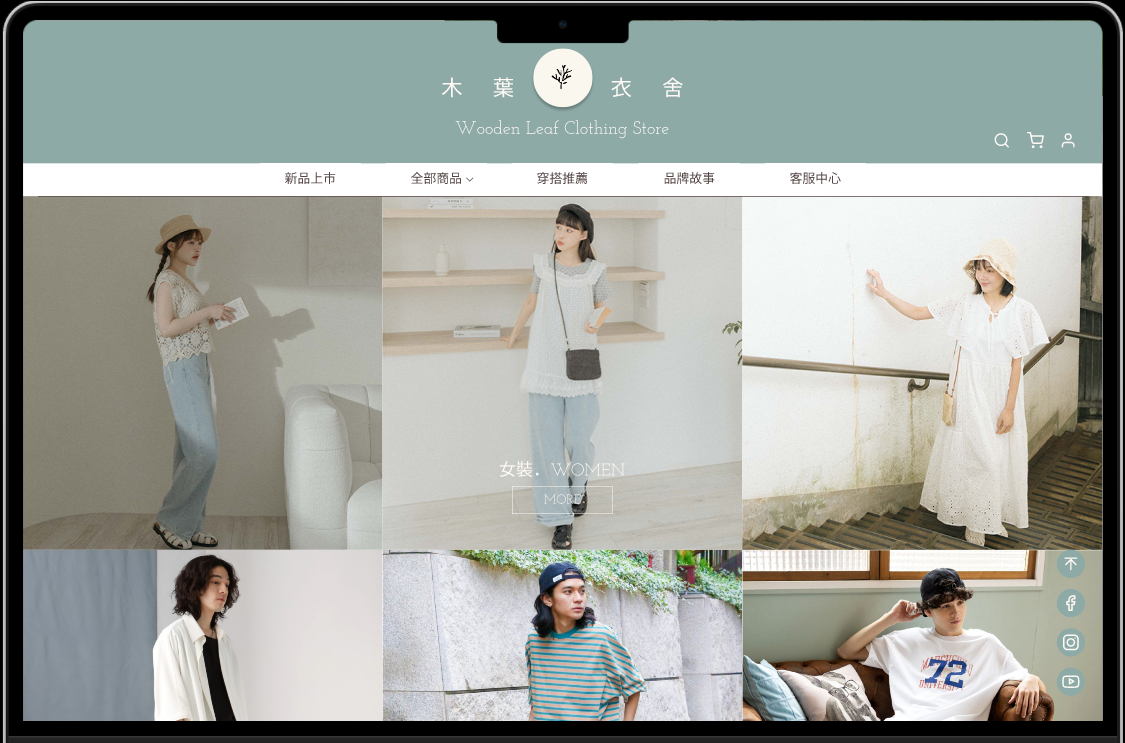 木葉衣舍
Wooden Leaf Clothing Store
新品上市 全部商品 穿搭推薦 品牌故事 客服中心
女裝．WOMEN
MORE.
72
UNIVERSITY